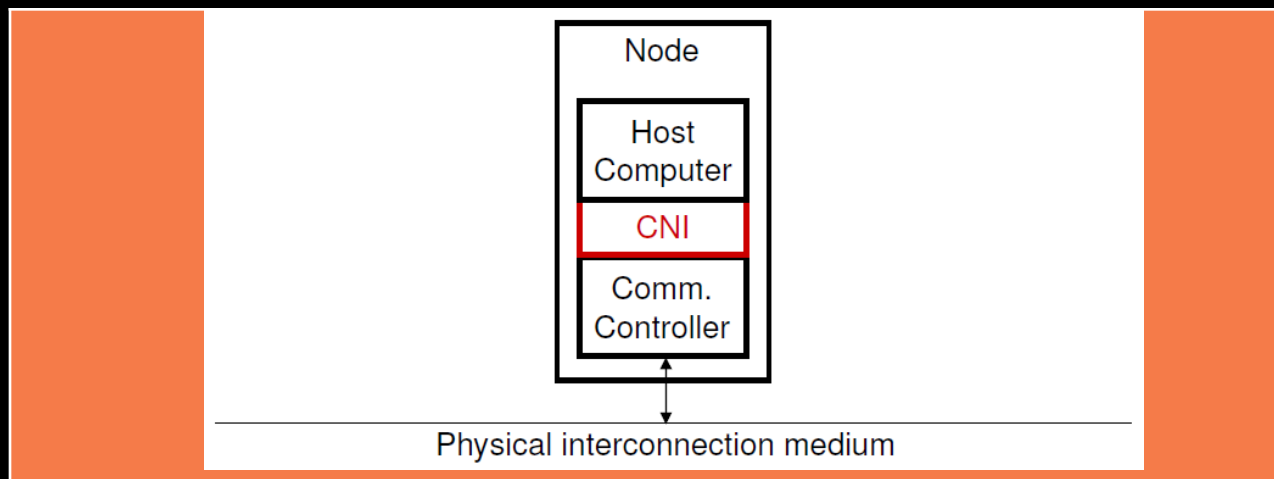 Node
Host
Computer
CNI
Comm.
Controller
Physical interconnection medium